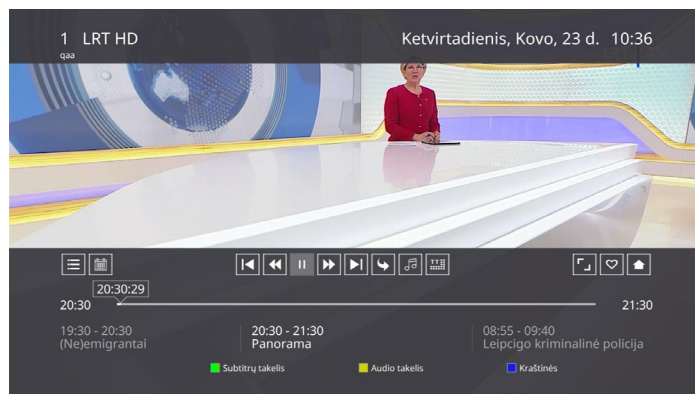 1 LRT HD
qaa
Ketvirtadienis, Kovo, 23 d. 10:36
20:30:29
20:30
21:30
19:30 - 20:30
(Ne)emigrantai
20:30 - 21:30
Panorama
08:55 - 09:40
Leipcigo kriminalinė policija
Subtitrų takelis
Audio takelis
Kraštinės